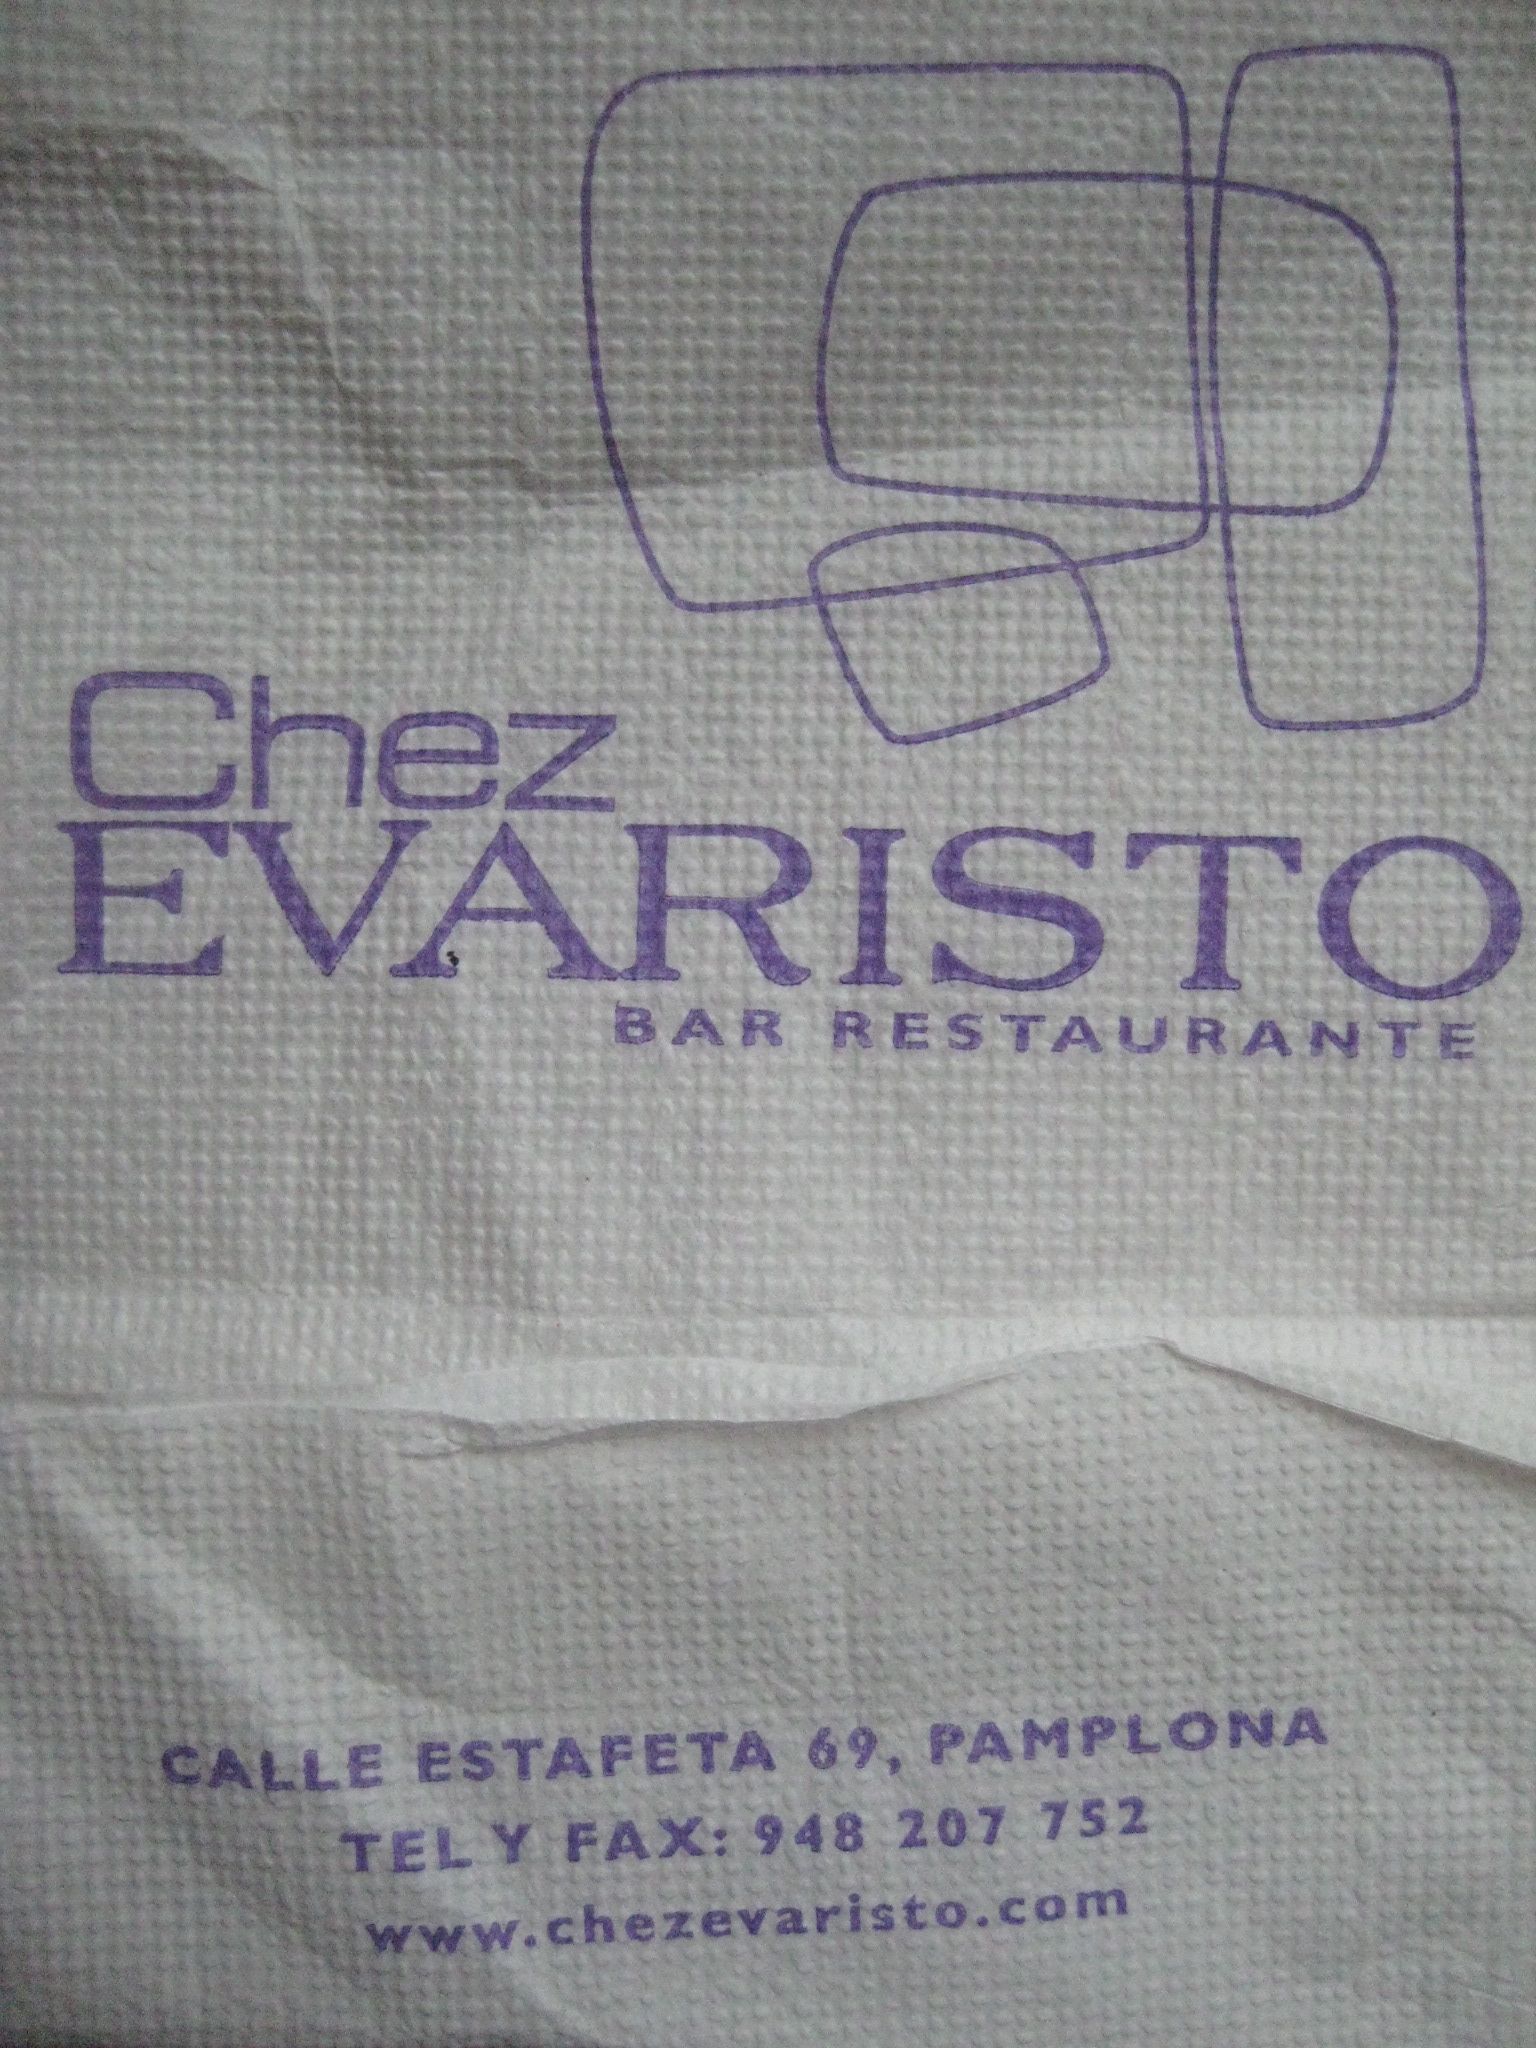 Chez
EVARISTO
BAR RESTAURANTE
CALLE ESTAFETA 69, PAMPLONA
TEL Y FAX: 948 207 752
www.chezevaristo.com